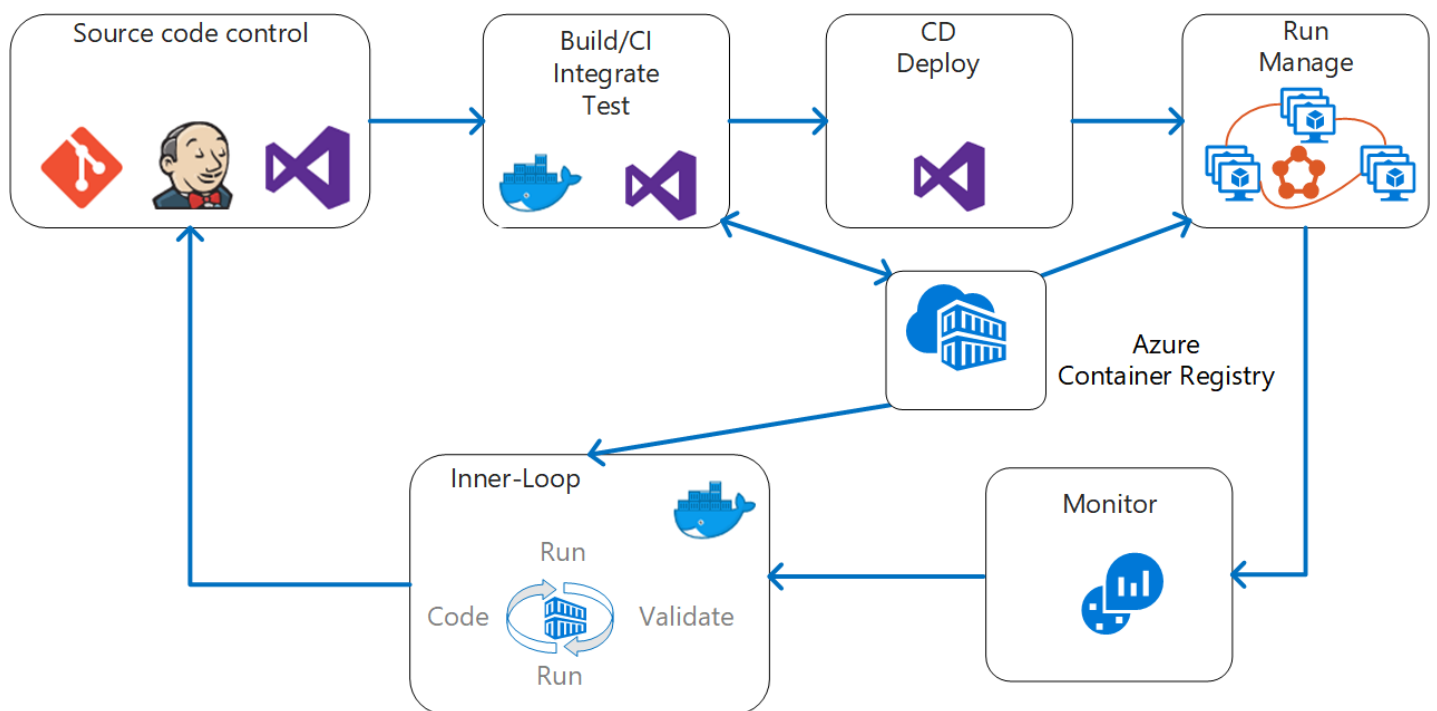 Source code control
Build/CI
Integrate
Test
CD
Deploy
Run
Manage
Azure
Container Registry
Inner-Loop
Run
Code
Validate
Run
Monitor